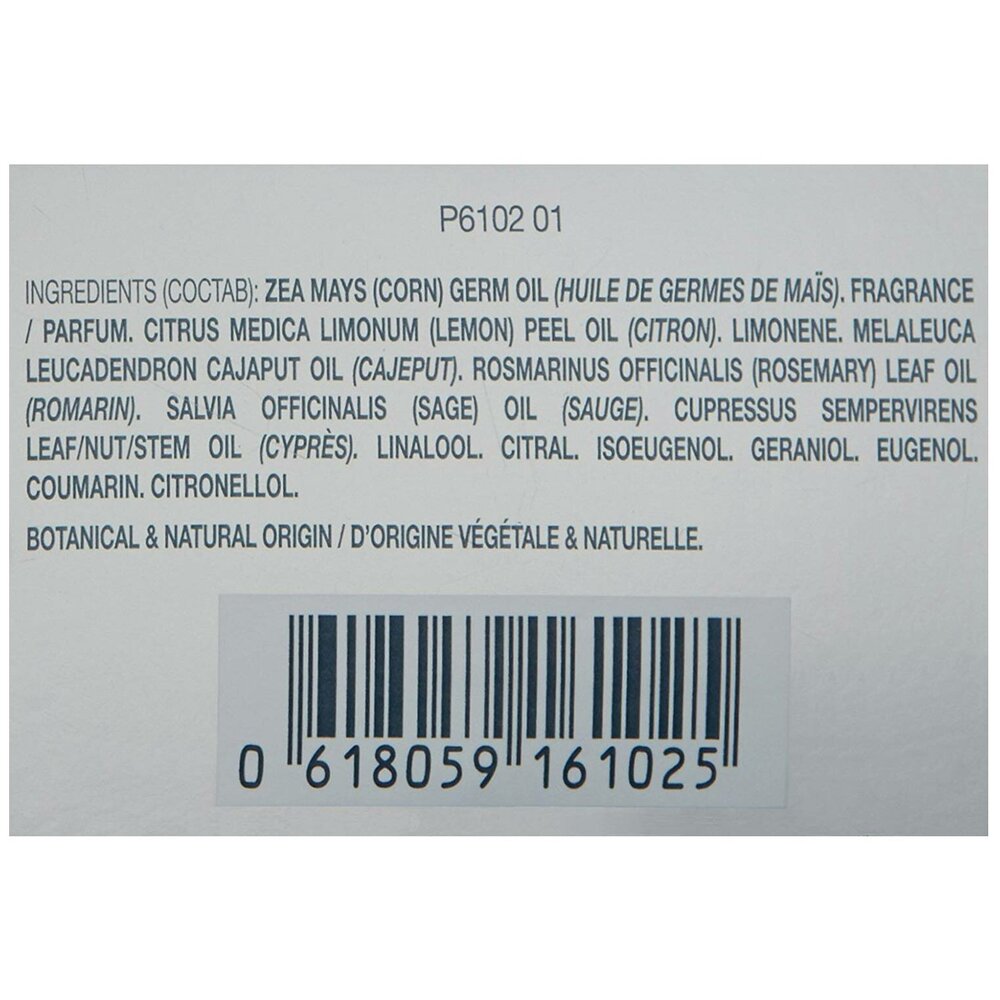 P6102 01
INGREDIENTS (COCTAB): ZEA MAYS (CORN) GERM OIL (HUILE DE GERMES DE MAÏS). FRAGRANCE
/ PARFUM. CITRUS MEDICA LIMONUM (LEMON) PEEL OIL (CITRON). LIMONENE. MELALEUCA
LEUCADENDRON CAJAPUT OIL (CAJEPUT). ROSMARINUS OFFICINALIS (ROSEMARY) LEAF OIL
(ROMARIN). SALVIA OFFICINALIS (SAGE) OIL (SAUGE). CUPRESSUS SEMPERVIRENS
LEAF/NUT/STEM OIL (CYPRÈS). LINALOOL. CITRAL. ISOEUGENOL. GERANIOL. EUGENOL.
COUMARIN. CITRONELLOL.
BOTANICAL & NATURAL ORIGIN / D'ORIGINE VÉGÉTALE & NATURELLE.
0 618059 161025